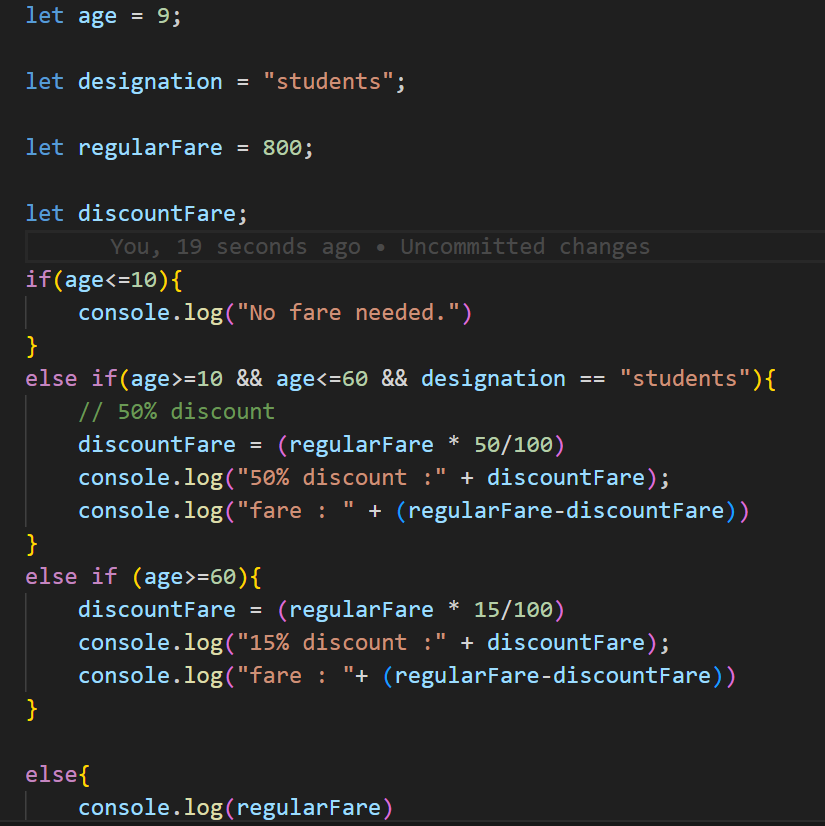 let age = 9;
let designation = "students";
let regularFare = 800;
let discountFare;
You, 19 seconds ago • Uncommitted changes
if(age<=10){
    console.log("No fare needed.")
}
else if(age>=10 && age<=60 && designation == "students"){
    // 50% discount
    discountFare = (regularFare * 50/100)
    console.log("50% discount :" + discountFare);
    console.log("fare : " + (regularFare-discountFare))
}
else if (age>=60){
    discountFare = (regularFare * 15/100)
    console.log("15% discount :" + discountFare);
    console.log("fare : "+ (regularFare-discountFare))
}
else{
    console.log(regularFare)